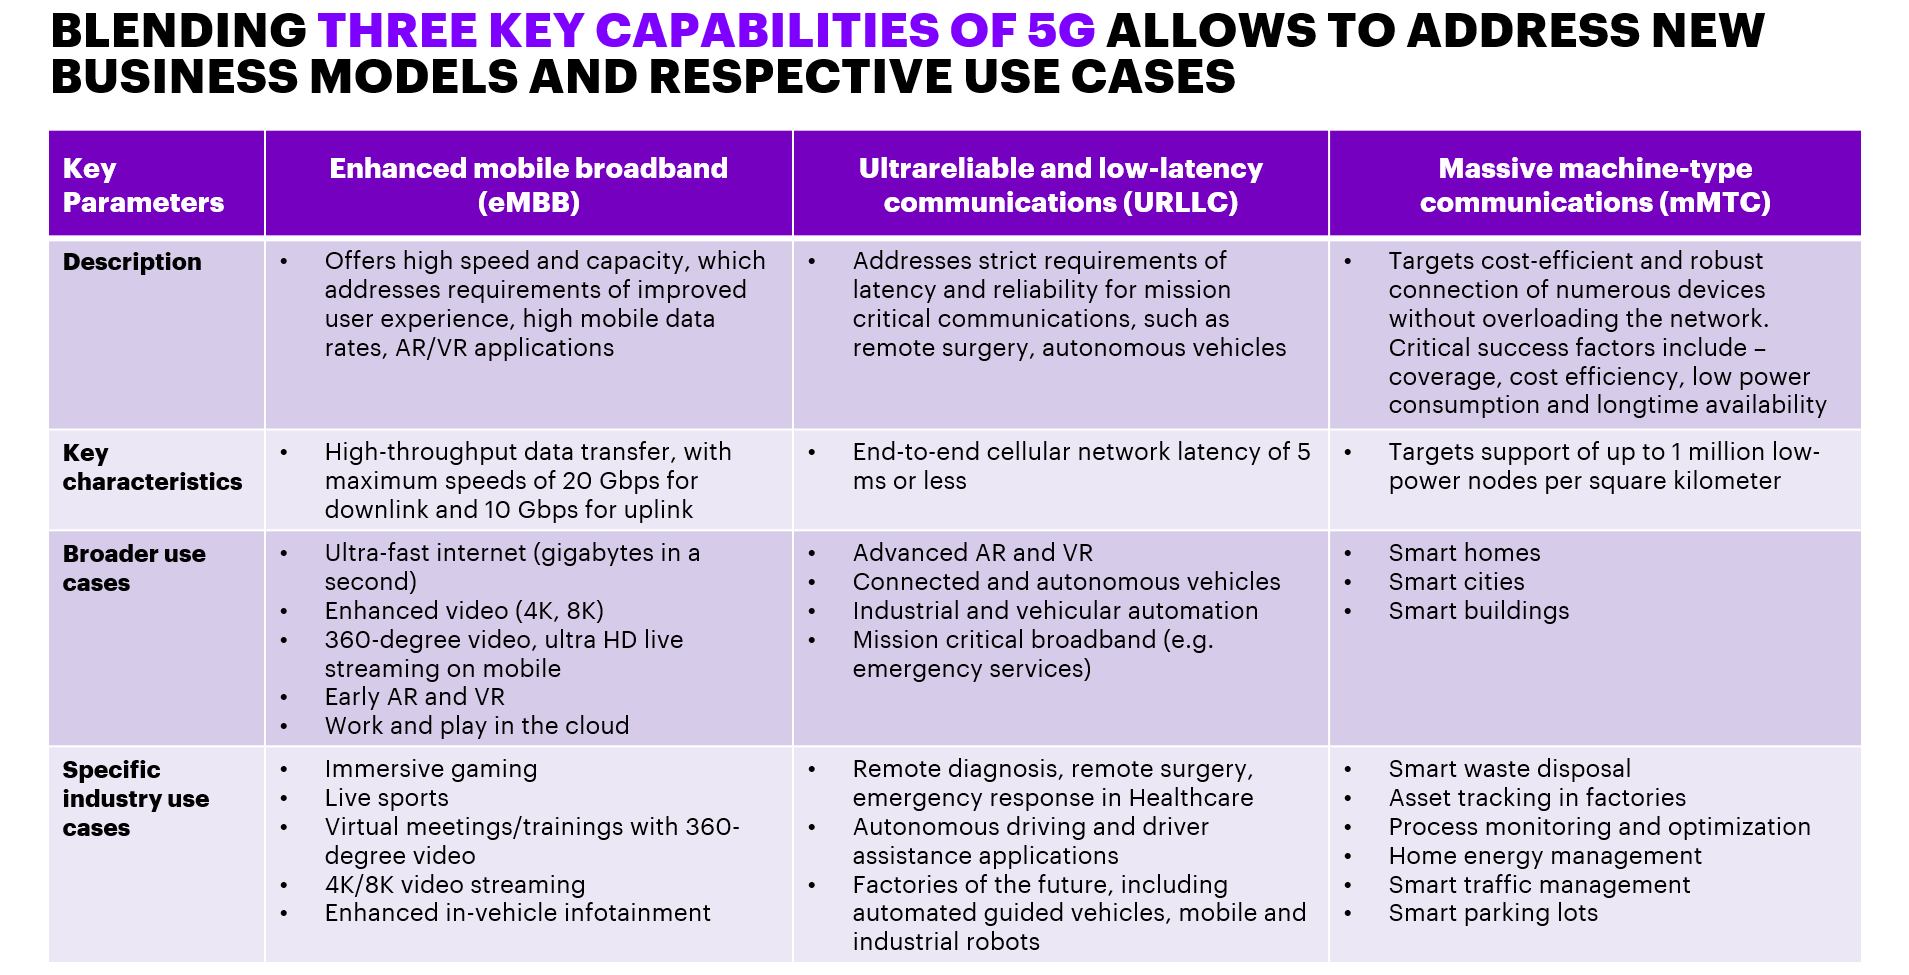 BLENDING THREE KEY CAPABILITIES OF 5G ALLOWS TO ADDRESS NEW
BUSINESS MODELS AND RESPECTIVE USE CASES
Key
Parameters
Enhanced mobile broadband
(eMBB)
Ultrareliable and low-latency
communications (URLLC)
Massive machine-type
communications (mMTC)
Description
• Offers high speed and capacity, which
addresses requirements of improved
user experience, high mobile data
rates, AR/VR applications
• Addresses strict requirements of
latency and reliability for mission
critical communications, such as
remote surgery, autonomous vehicles
• Targets cost-efficient and robust
connection of numerous devices
without overloading the network.
Critical success factors include –
coverage, cost efficiency, low power
consumption and longtime availability
Key
characteristics
• High-throughput data transfer, with
maximum speeds of 20 Gbps for
downlink and 10 Gbps for uplink
• End-to-end cellular network latency of 5
ms or less
• Targets support of up to 1 million low-
power nodes per square kilometer
Broader use
cases
• Ultra-fast internet (gigabytes in a
second)
• Enhanced video (4K, 8K)
• 360-degree video, ultra HD live
streaming on mobile
• Early AR and VR
• Work and play in the cloud
• Advanced AR and VR
• Connected and autonomous vehicles
• Industrial and vehicular automation
• Mission critical broadband (e.g.
emergency services)
• Smart homes
• Smart cities
• Smart buildings
Specific
industry use
cases
• Immersive gaming
• Live sports
• Virtual meetings/trainings with 360-
degree video
• 4K/8K video streaming
• Enhanced in-vehicle infotainment
• Remote diagnosis, remote surgery,
emergency response in Healthcare
• Autonomous driving and driver
assistance applications
• Factories of the future, including
automated guided vehicles, mobile and
industrial robots
• Smart waste disposal
• Asset tracking in factories
• Process monitoring and optimization
• Home energy management
• Smart traffic management
• Smart parking lots